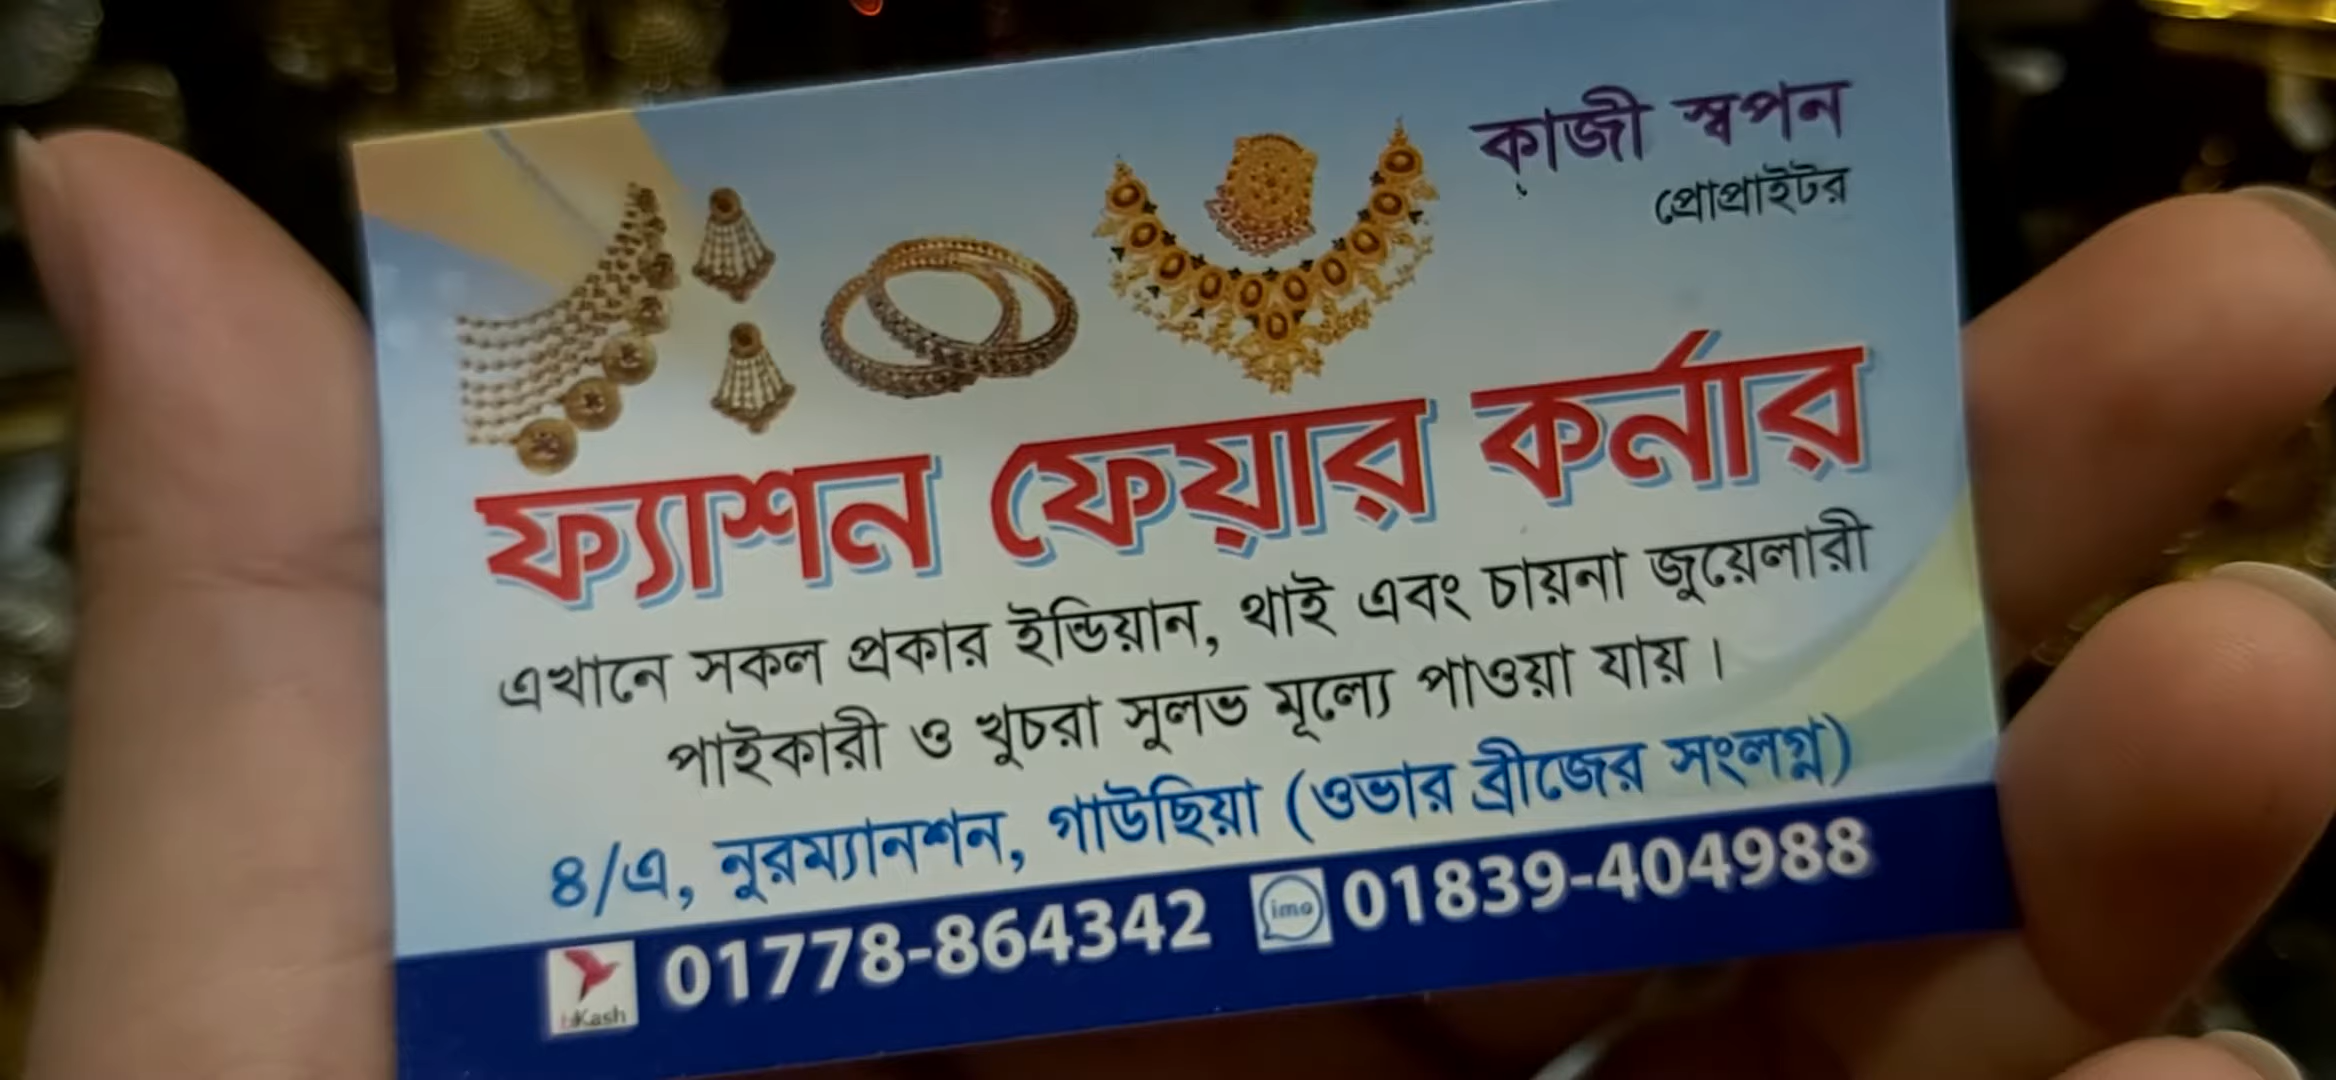 কাজী স্বপন
প্রোপ্রাইটর
ফ্যাশন ফেয়ার কর্নার
এখানে সকল প্রকার ইন্ডিয়ান, থাই এবং চায়না জুয়েলারী
পাইকারী ও খুচরা সুলভ মূল্যে পাওয়া যায়।
৪/এ, নুরম্যানশন, গাউছিয়া (ওভার ব্রীজের সংলগ্ন)
bKash 01778-864342 imo 01839-404988